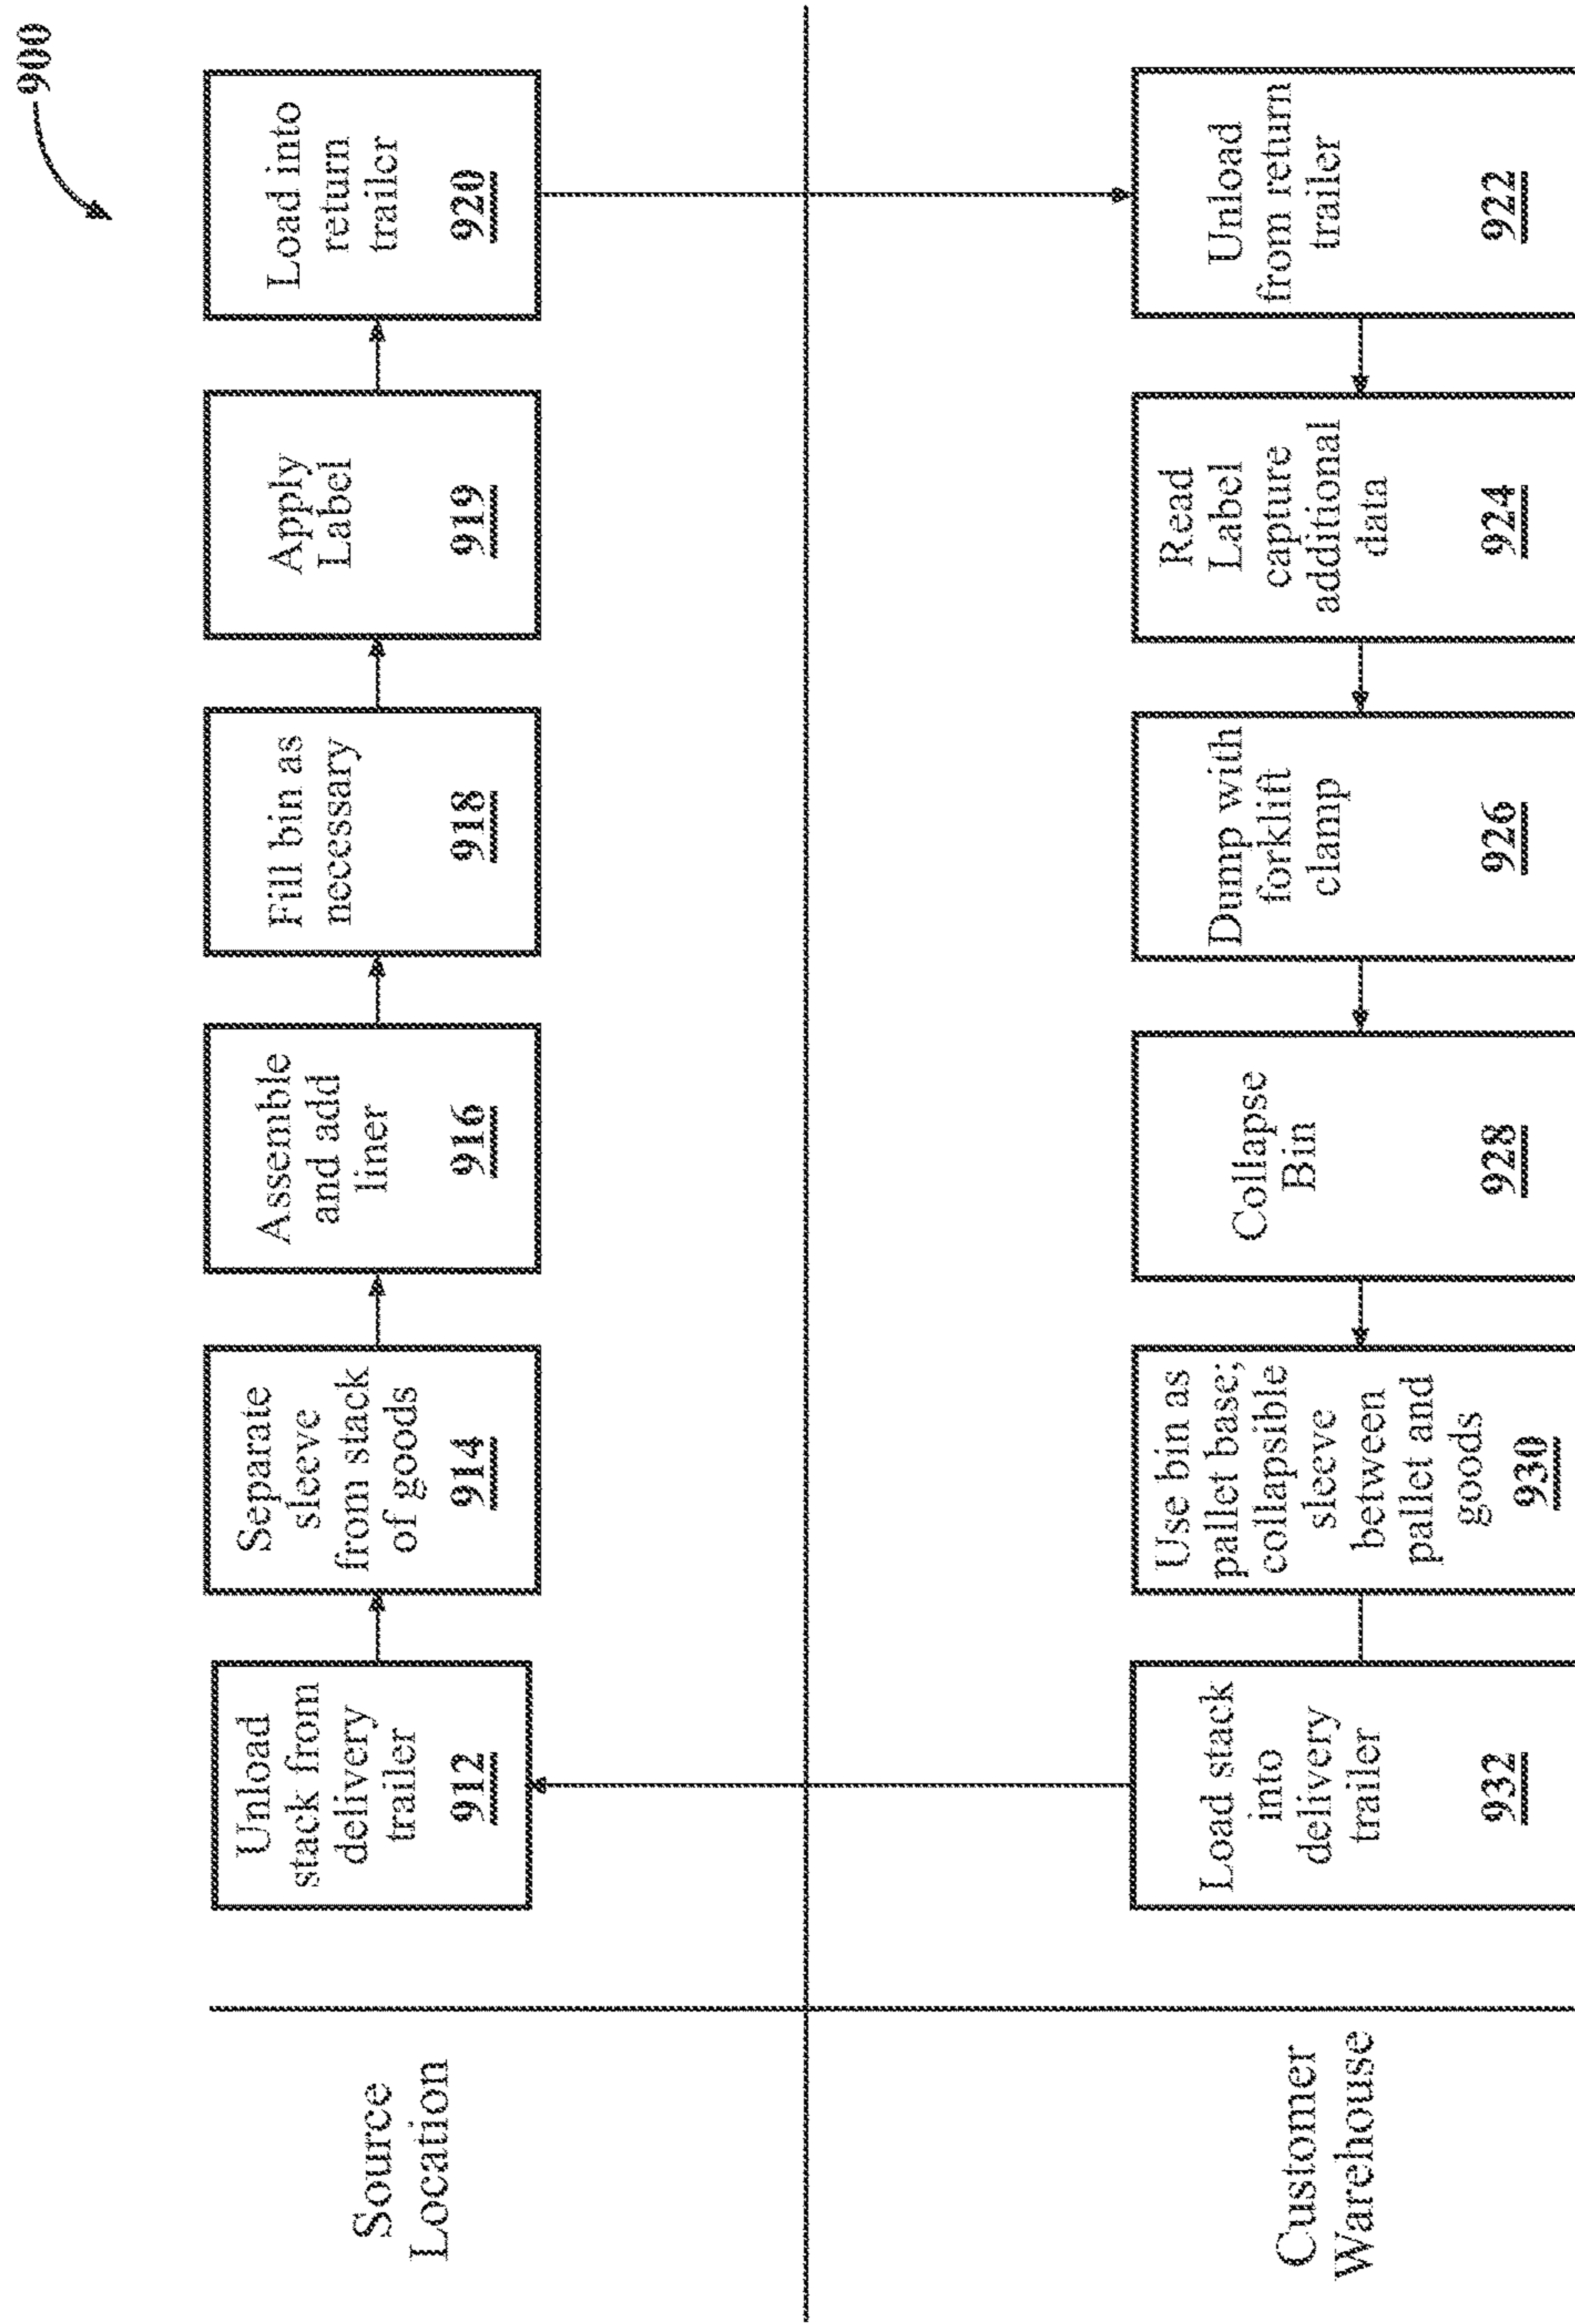 900
Source
Location
Unload
stack from
delivery
trailer
912
Separate
sleeve
from stack
of goods
914
Assemble
and add
liner
916
Fill bin as
necessary
918
Apply
Label
919
Load into
return
trailer
920
Customer
Warehouse
Load stack
into
delivery
trailer
932
Use bin as
pallet base;
collapsible
sleeve
between
pallet and
goods
930
Collapse
Bin
928
Dump with
forklift
clamp
926
Read
Label
capture
additional
data
924
Unload
from return
trailer
922